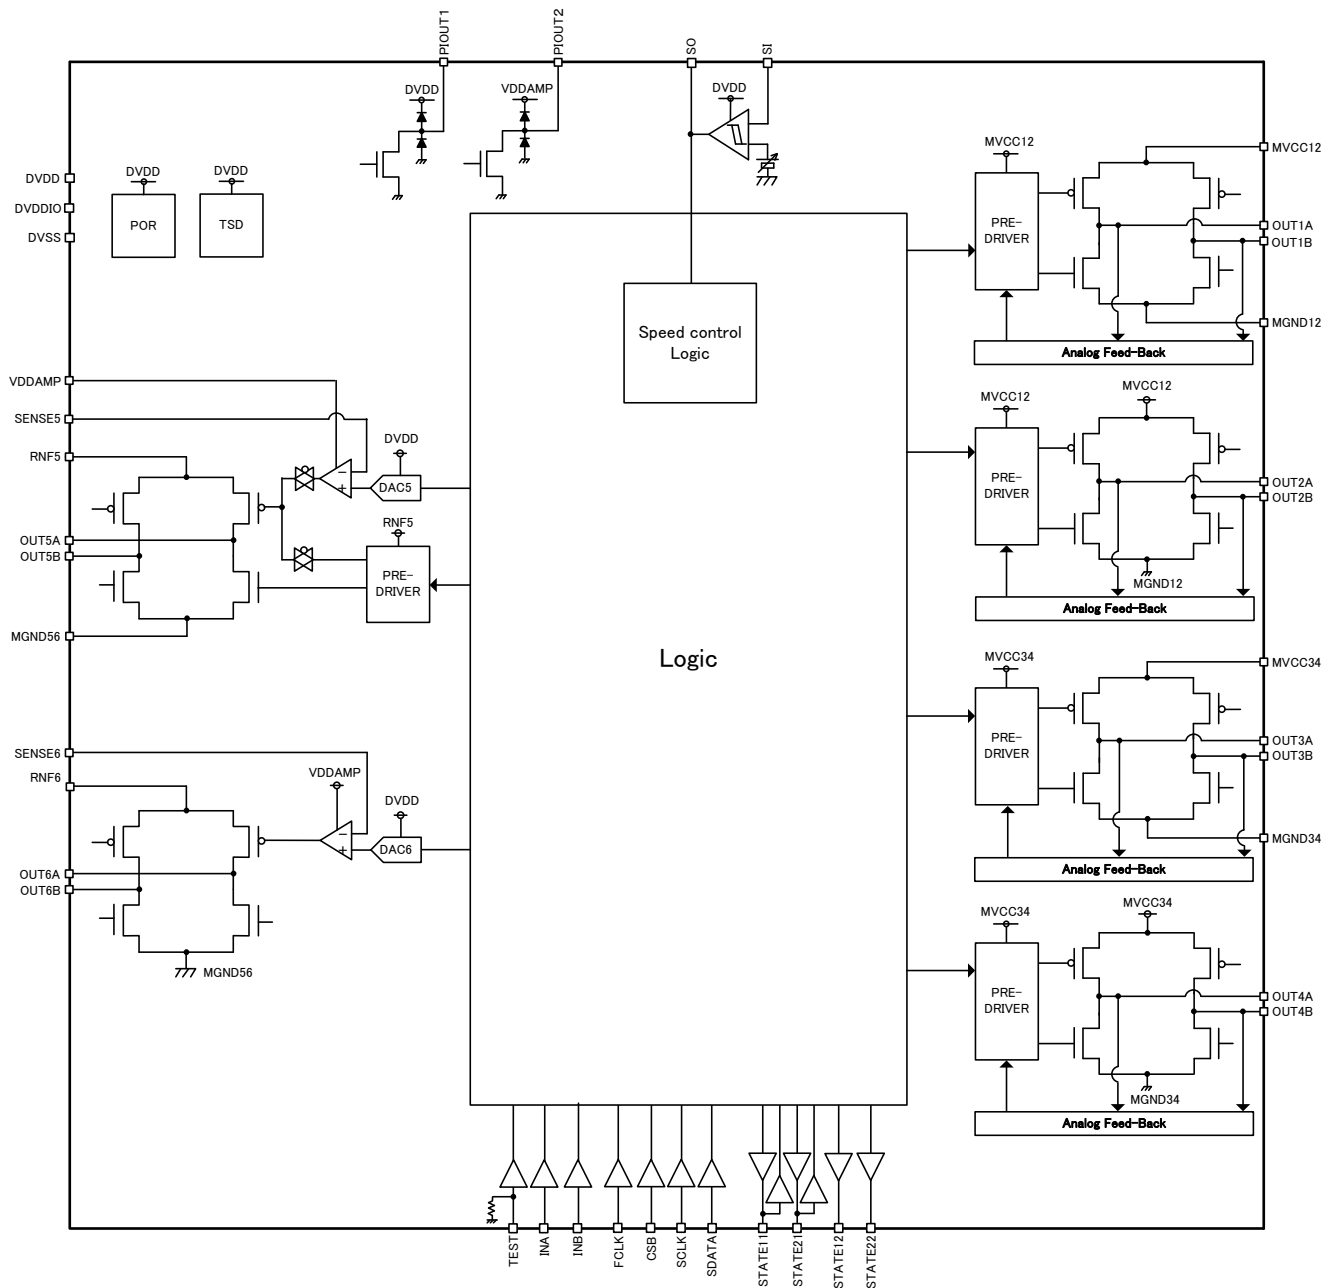 PIOUT1
PIOUT2
SO
SI
DVDD
VDDAMP
DVDD
DVDD
DVDDIO
DVSS
DVDD
POR
DVDD
TSD
MVCC12
PRE-
DRIVER
MVCC12
OUT1A
OUT1B
MGND12
Analog Feed-Back
Speed control
Logic
VDDAMP
SENSE5
RNF5
DVDD
DAC5
RNF5
PRE-
DRIVER
OUT5A
OUT5B
MGND56
MVCC12
PRE-
DRIVER
MVCC12
OUT2A
OUT2B
MGND12
Analog Feed-Back
Logic
MVCC34
PRE-
DRIVER
MVCC34
OUT3A
OUT3B
MGND34
Analog Feed-Back
SENSE6
RNF6
VDDAMP
DVDD
DAC6
OUT6A
OUT6B
MGND56
MVCC34
PRE-
DRIVER
MVCC34
OUT4A
OUT4B
MGND34
Analog Feed-Back
TEST
INA
INB
FCLK
CSB
SCLK
SDATA
STATE11
STATE21
STATE12
STATE22